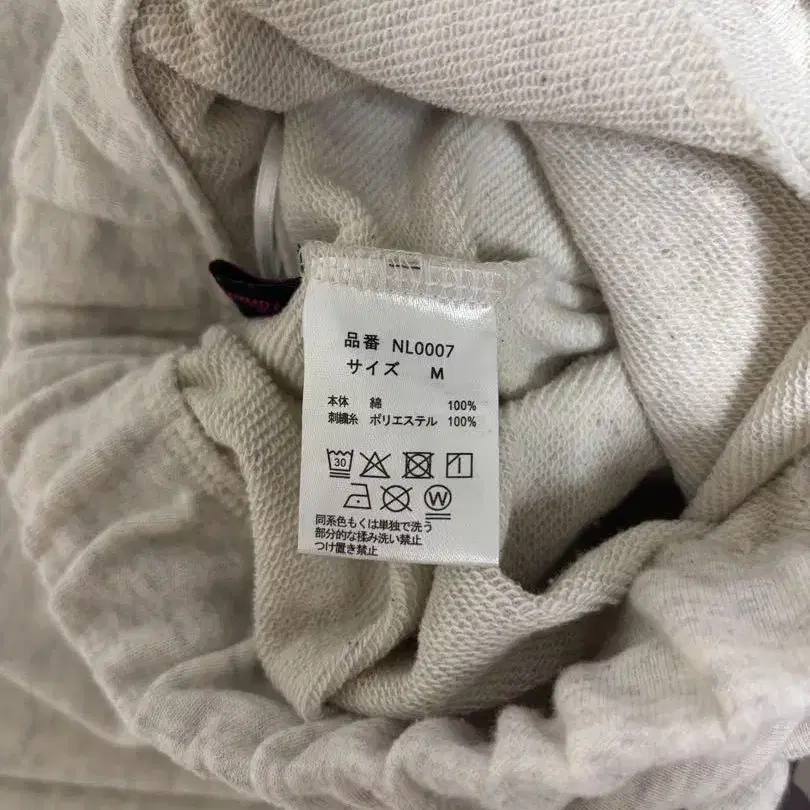 品番 NL0007
サイズ M
本体 綿 100%
刺繍糸 ポリエステル 100%
30
W
同系色もくは単独で洗う
部分的な揉み洗い禁止
つけ置き禁止